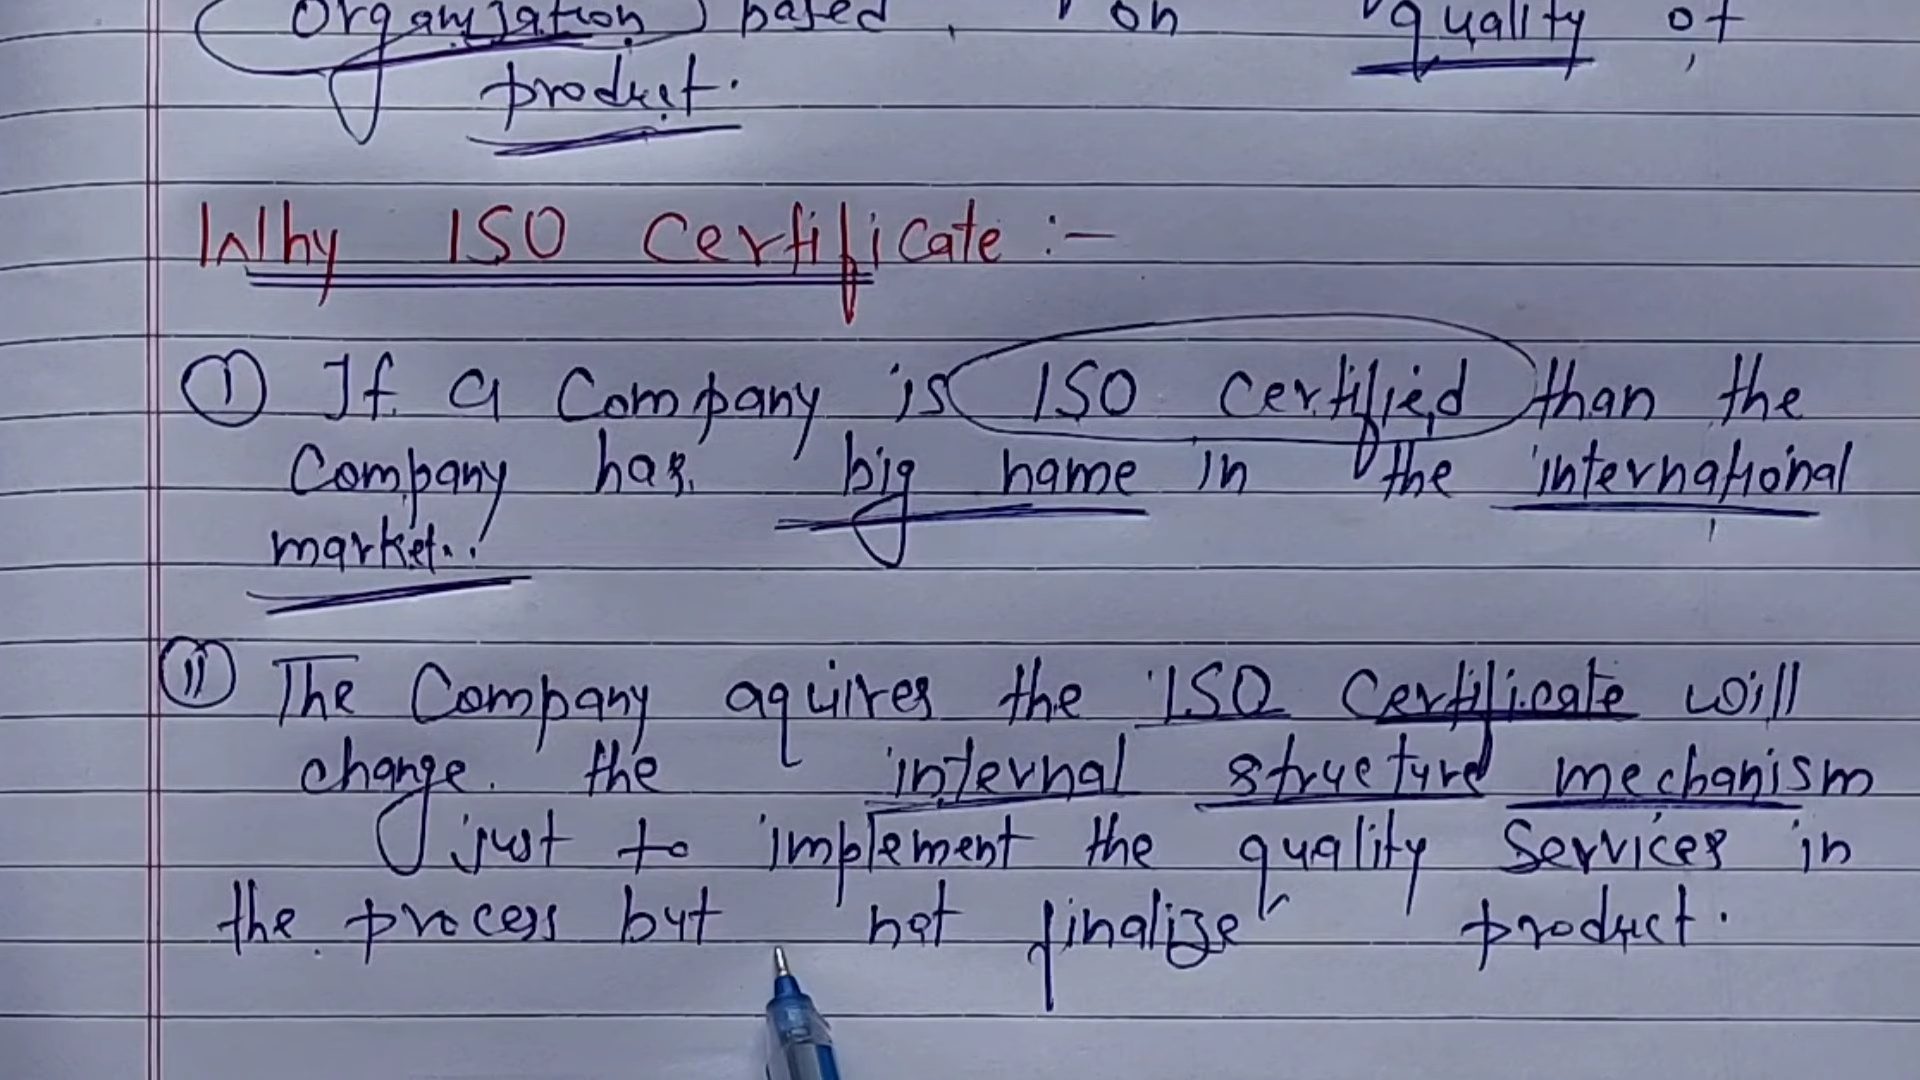 Organization based on quality of
product.
Why ISO Certificate :-
(I) If a Company is ISO certified than the
Company has big name in the international
market..
(II) The Company aquires the ISO Certificate will
change the internal structure mechanism
just to implement the quality Services in
the process but not finalize product.